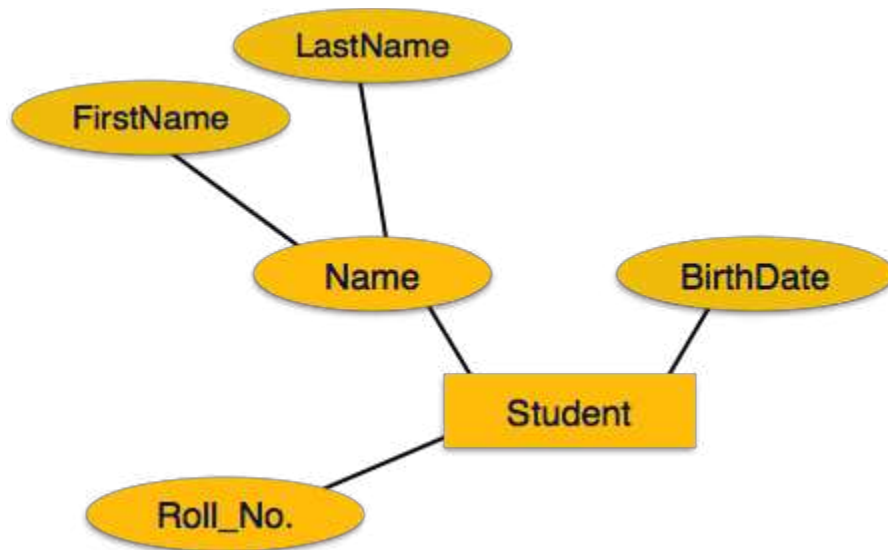 LastName
FirstName
Name
BirthDate
Student
Roll_No.